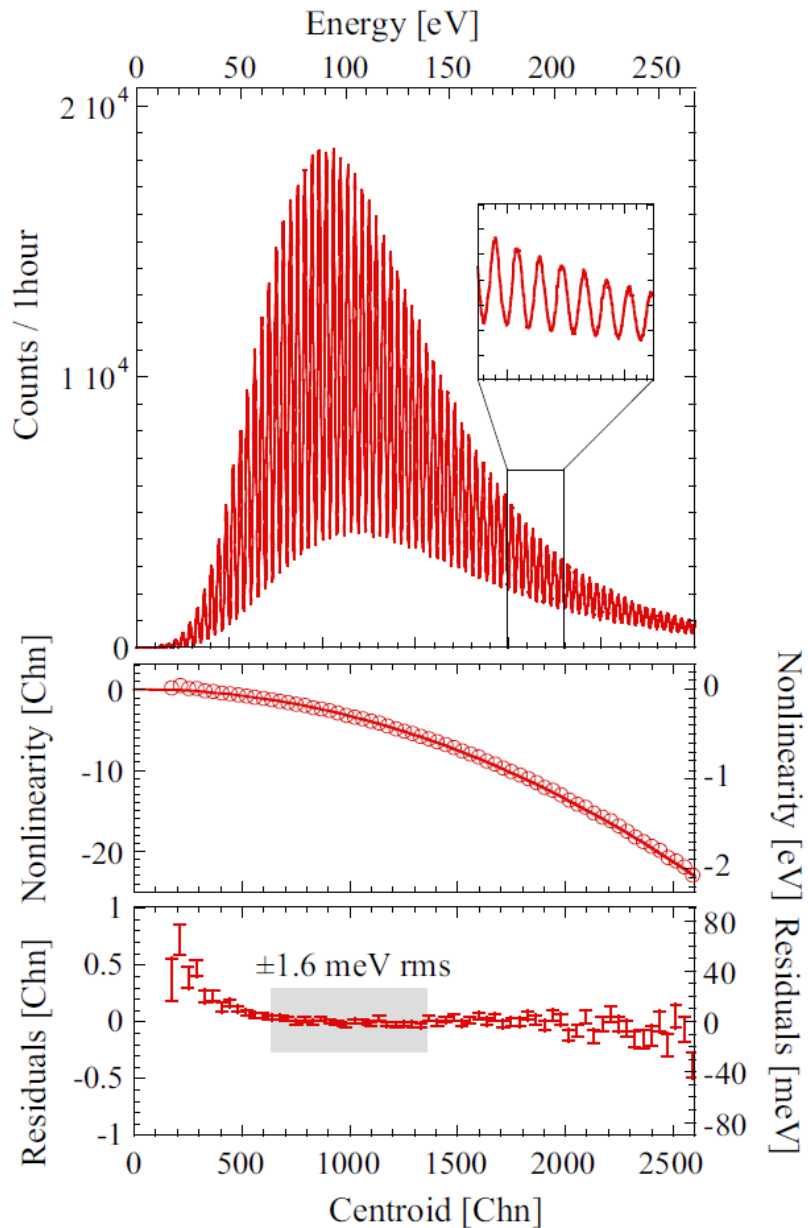 Energy [eV]
0 50 100 150 200 250
2 10⁴
1 10⁴
0
Counts / 1hour
0
-10
-20
Nonlinearity [Chn]
0
-1
-2
Nonlinearity [eV]
1
0.5
0
-0.5
-1
Residuals [Chn]
±1.6 meV rms
80
40
0
-40
-80
Residuals [meV]
0 500 1000 1500 2000 2500
Centroid [Chn]